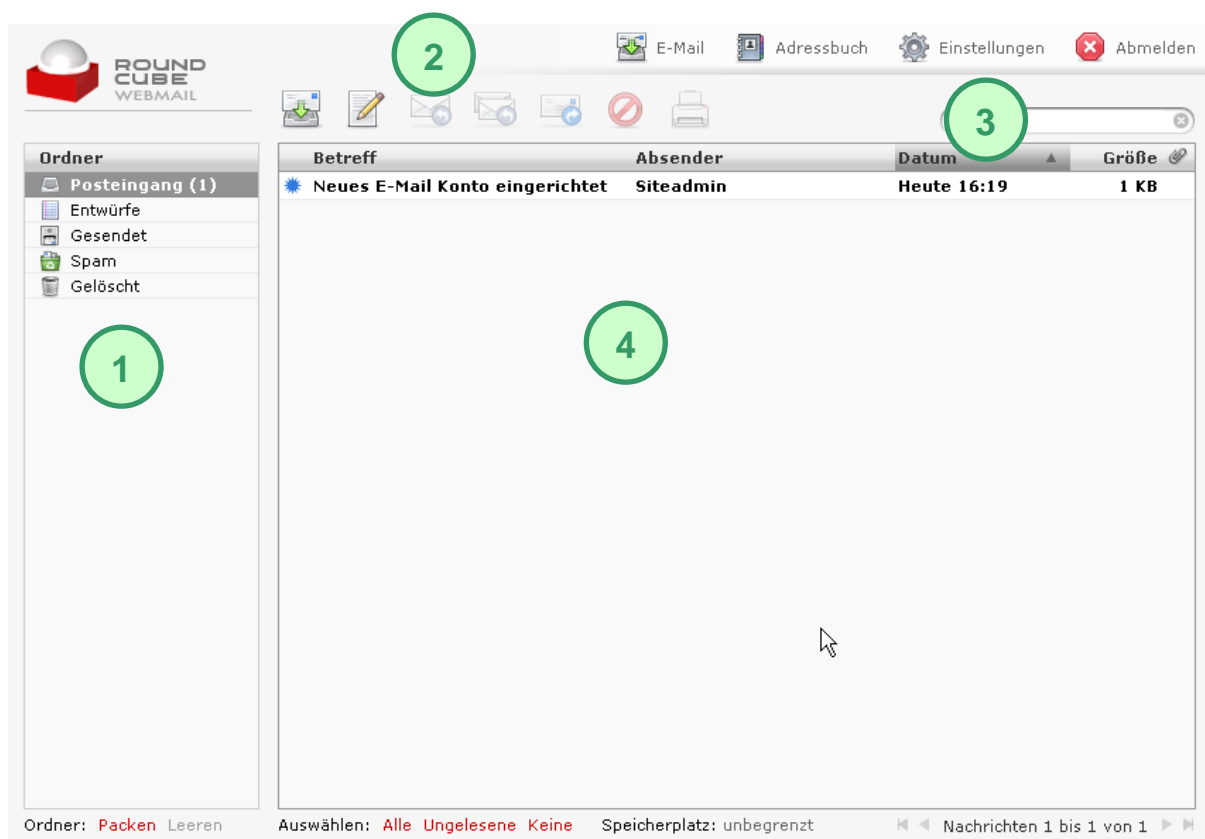 ROUND
CUBE
WEBMAIL
2
E-Mail Adressbuch Einstellungen Abmelden
3
Ordner
Posteingang (1)
Entwürfe
Gesendet
Spam
Gelöscht
1
Betreff Absender Datum Größe
Neues E-Mail Konto eingerichtet Siteadmin Heute 16:19 1 KB
4
Ordner: Packen Leeren
Auswählen: Alle Ungelesene Keine Speicherplatz: unbegrenzt Nachrichten 1 bis 1 von 1